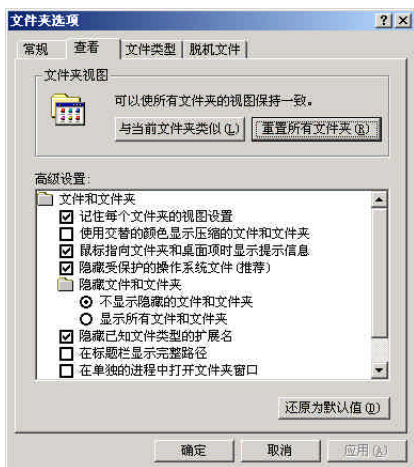 文件夹选项
常规 查看 文件类型 脱机文件
文件夹视图
可以使所有文件夹的视图保持一致。
与当前文件夹类似(L) 重置所有文件夹(R)
高级设置:
文件和文件夹
记住每个文件夹的视图设置
使用交替的颜色显示压缩的文件和文件夹
鼠标指向文件夹和桌面项时显示提示信息
隐藏受保护的操作系统文件(推荐)
隐藏文件和文件夹
不显示隐藏的文件和文件夹
显示所有文件和文件夹
隐藏已知文件类型的扩展名
在标题栏显示完整路径
在单独的进程中打开文件夹窗口
还原为默认值(D)
确定 取消 应用(A)